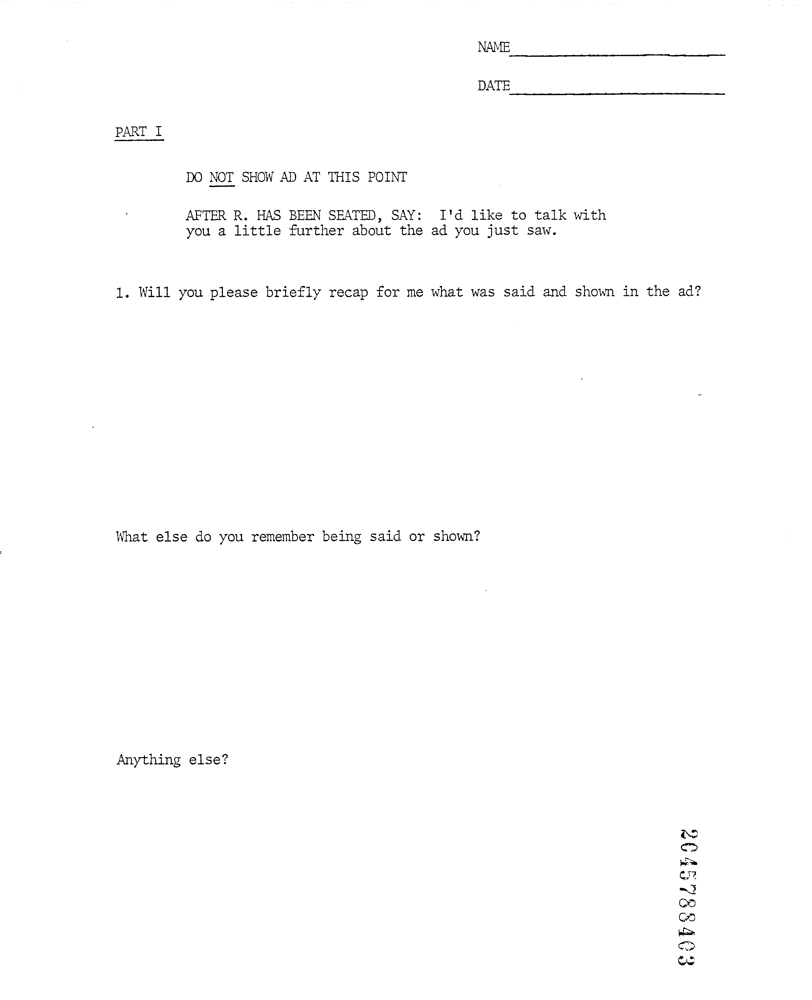 NAME
DATE
PART I
DO NOT SHOW AD AT THIS POINT
AFTER R. HAS BEEN SEATED, SAY: I'd like to talk with
you a little further about the ad you just saw.
1. Will you please briefly recap for me what was said and shown in the ad?
What else do you remember being said or shown?
Anything else?
2045788403